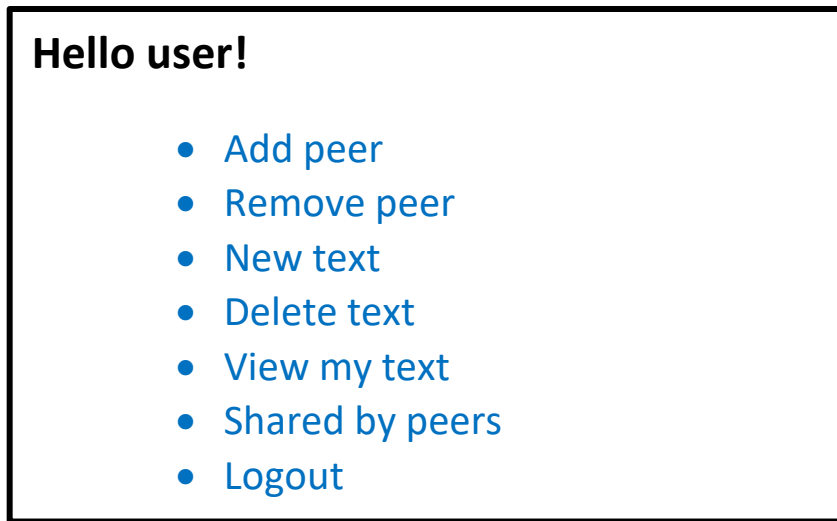 Hello user!
• Add peer
• Remove peer
• New text
• Delete text
• View my text
• Shared by peers
• Logout